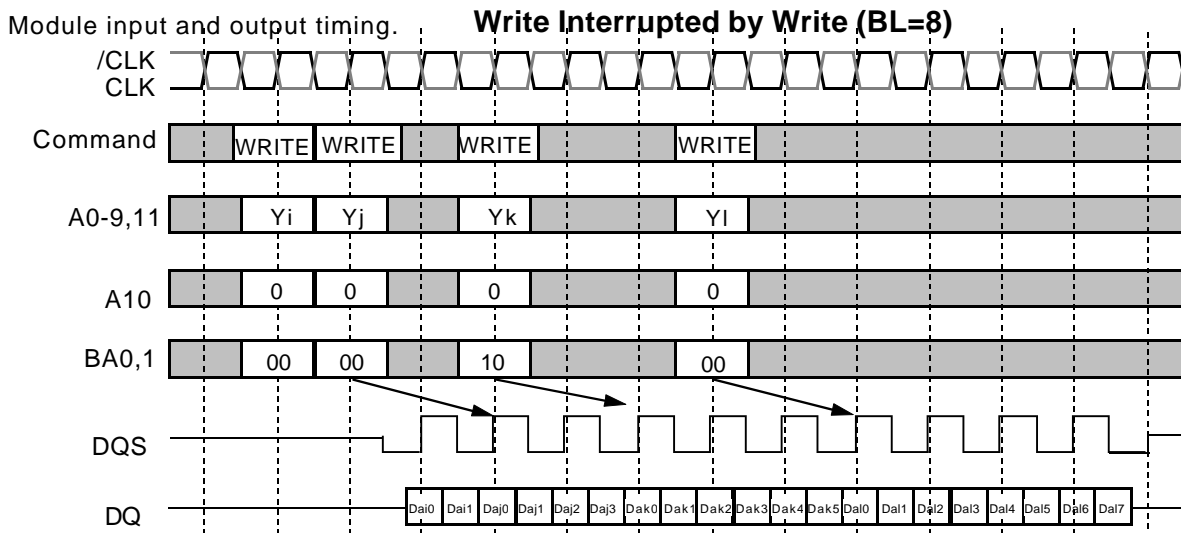 Module input and output timing.
Write Interrupted by Write (BL=8)
/CLK
CLK
Command
WRITE WRITE WRITE WRITE
A0-9,11
Yi Yj Yk Yl
A10
0 0 0 0
BA0,1
00 00 10 00
DQS
DQ
Dai0 Dai1 Daj0 Daj1 Daj2 Daj3 Dak0 Dak1 Dak2 Dak3 Dak4 Dak5 Dal0 Dal1 Dal2 Dal3 Dal4 Dal5 Dal6 Dal7